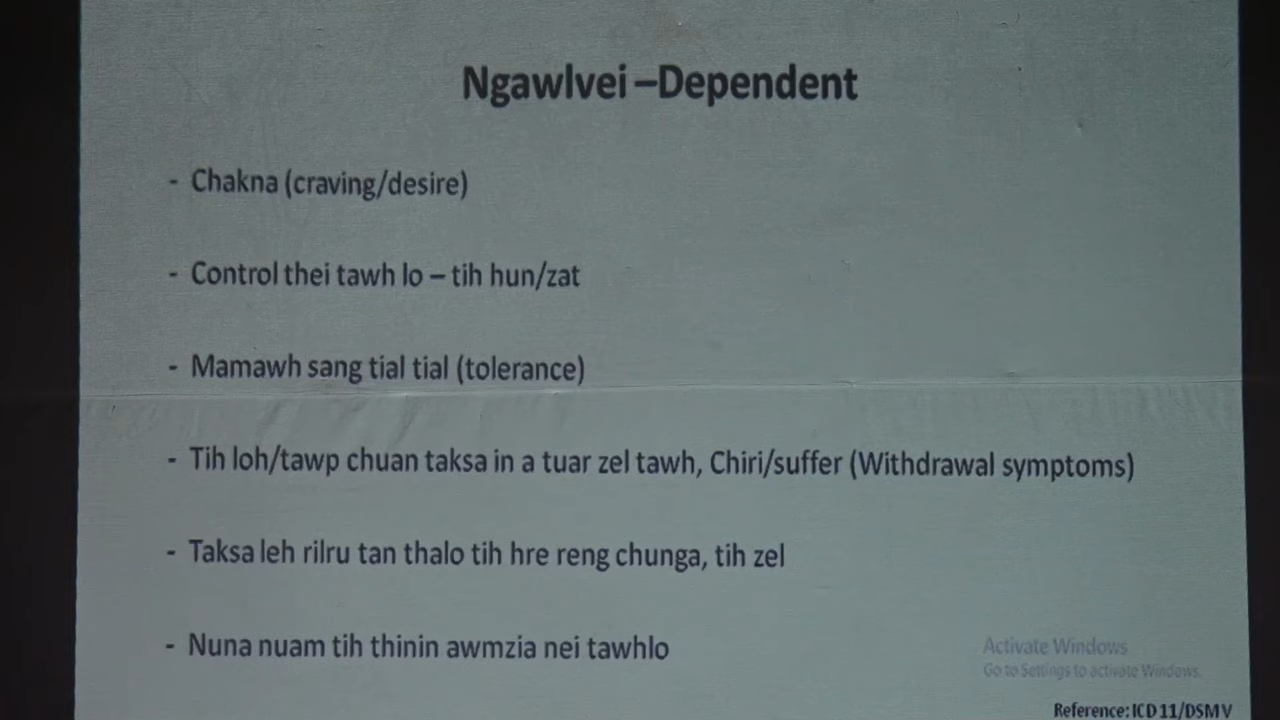 Ngawlvei –Dependent
- Chakna (craving/desire)
- Control thei tawh lo – tih hun/zat
- Mamawh sang tial tial (tolerance)
- Tih loh/tawp chuan taksa in a tuar zel tawh, Chiri/suffer (Withdrawal symptoms)
- Taksa leh rilru tan thalo tih hre reng chunga, tih zel
- Nuna nuam tih thinin awmzia nei tawhlo
Activate Windows
Go to Settings to activate Windows.
Reference: ICD 11/DSM V